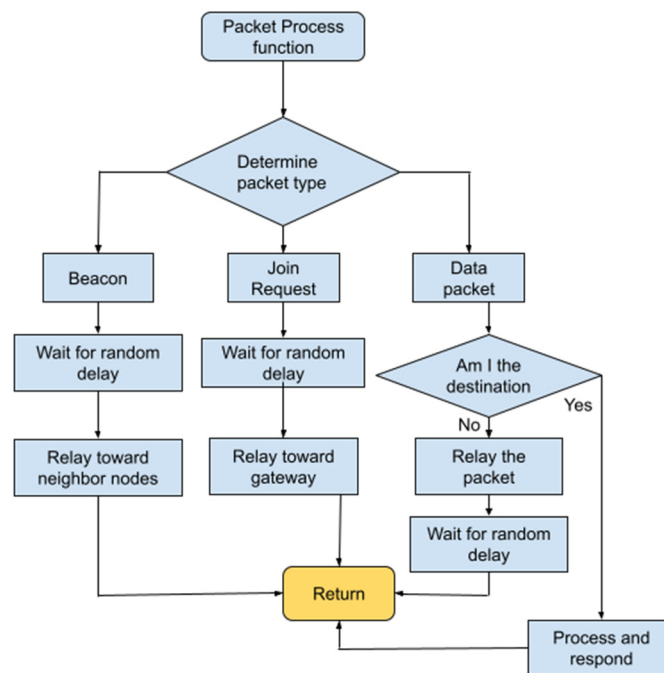 Packet Process
function
Determine
packet type
Beacon
Join
Request
Data
packet
Wait for random
delay
Wait for random
delay
Am I the
destination
Yes
No
Relay toward
neighbor nodes
Relay toward
gateway
Relay the
packet
Wait for random
delay
Return
Process and
respond